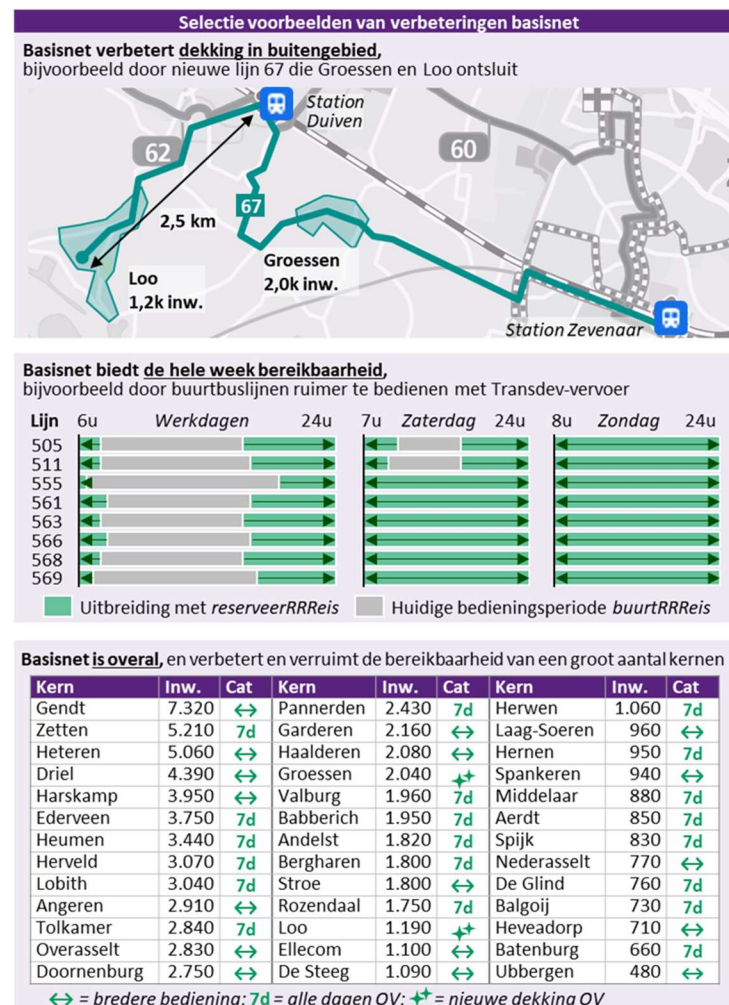 Selectie voorbeelden van verbeteringen basisnet
Basisnet verbetert dekking in buitengebied,
bijvoorbeeld door nieuwe lijn 67 die Groessen en Loo ontsluit
Station
Duiven
62
60
67
2,5 km
Loo
1,2k inw.
Groessen
2,0k inw.
Station Zevenaar
Basisnet biedt de hele week bereikbaarheid,
bijvoorbeeld door buurtbuslijnen ruimer te bedienen met Transdev-vervoer
Lijn 6u Werkdagen 24u 7u Zaterdag 24u 8u Zondag 24u
505
511
555
561
563
566
568
569
Uitbreiding met reserveerRRReis Huidige bedieningsperiode buurtRRReis
Basisnet is overal, en verbetert en verruimt de bereikbaarheid van een groot aantal kernen
Kern Inw. Cat Kern Inw. Cat Kern Inw. Cat
Gendt 7.320 ↔ Pannerden 2.430 7d Herwen 1.060 7d
Zetten 5.210 7d Garderen 2.160 ↔ Laag-Soeren 960 ↔
Heteren 5.060 ↔ Haalderen 2.080 ↔ Hernen 950 7d
Driel 4.390 ↔ Groessen 2.040 Spankeren 940 ↔
Harskamp 3.950 ↔ Valburg 1.960 7d Middelaar 880 7d
Ederveen 3.750 7d Babberich 1.950 7d Aerdt 850 7d
Heumen 3.440 7d Andelst 1.820 7d Spijk 830 7d
Herveld 3.070 7d Bergharen 1.800 7d Nederasselt 770 ↔
Lobith 3.040 7d Stroe 1.800 ↔ De Glind 760 7d
Angeren 2.910 ↔ Rozendaal 1.750 7d Balgoij 730 7d
Tolkamer 2.840 7d Loo 1.190 Heveadorp 710 ↔
Overasselt 2.830 ↔ Ellecom 1.100 ↔ Batenburg 660 7d
Doornenburg 2.750 ↔ De Steeg 1.090 ↔ Ubbergen 480 ↔
↔ = bredere bediening; 7d = alle dagen OV; = nieuwe dekking OV